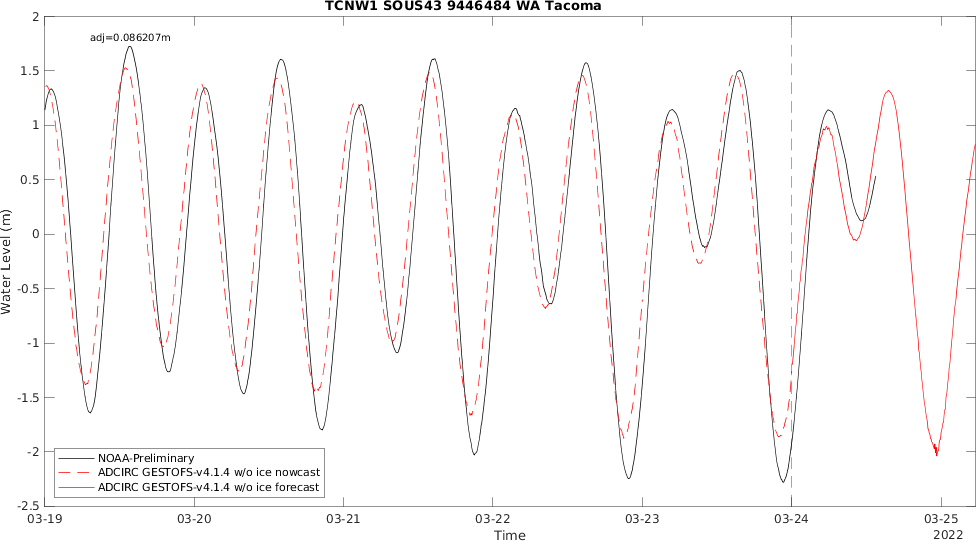 TCNW1 SOUS43 9446484 WA Tacoma
adj=0.086207m
2
1.5
1
0.5
0
-0.5
-1
-1.5
-2
-2.5
Water Level (m)
NOAA-Preliminary
ADCIRC GESTOFS-v4.1.4 w/o ice nowcast
ADCIRC GESTOFS-v4.1.4 w/o ice forecast
03-19 03-20 03-21 03-22 03-23 03-24 03-25
Time 2022